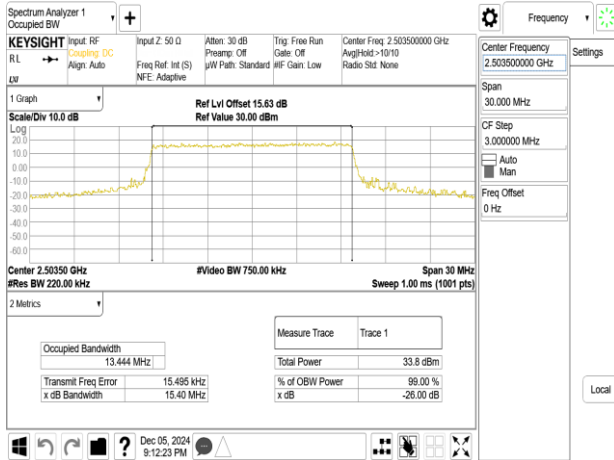 Spectrum Analyzer 1
Occupied BW
Frequency
Settings
KEYSIGHT
RL
Input: RF
Coupling: DC
Align: Auto
Input Z: 50 Ω
Freq Ref: Int (S)
NFE: Adaptive
Atten: 30 dB
Preamp: Off
µW Path: Standard
Trig: Free Run
Gate: Off
#IF Gain: Low
Center Freq: 2.503500000 GHz
Avg|Hold:>10/10
Radio Std: None
LXI
1 Graph
Scale/Div 10.0 dB
Ref Lvl Offset 15.63 dB
Ref Value 30.00 dBm
Log
20.0
10.0
0.00
-10.0
-20.0
-30.0
-40.0
-50.0
-60.0
Center 2.50350 GHz
#Res BW 220.00 kHz
#Video BW 750.00 kHz
Span 30 MHz
Sweep 1.00 ms (1001 pts)
2 Metrics
Occupied Bandwidth
13.444 MHz
Transmit Freq Error 15.495 kHz
x dB Bandwidth 15.40 MHz
Measure Trace Trace 1
Total Power 33.8 dBm
% of OBW Power 99.00 %
x dB -26.00 dB
Center Frequency
2.503500000 GHz
Span
30.000 MHz
CF Step
3.000000 MHz
Auto
Man
Freq Offset
0 Hz
Local
Dec 05, 2024
9:12:23 PM